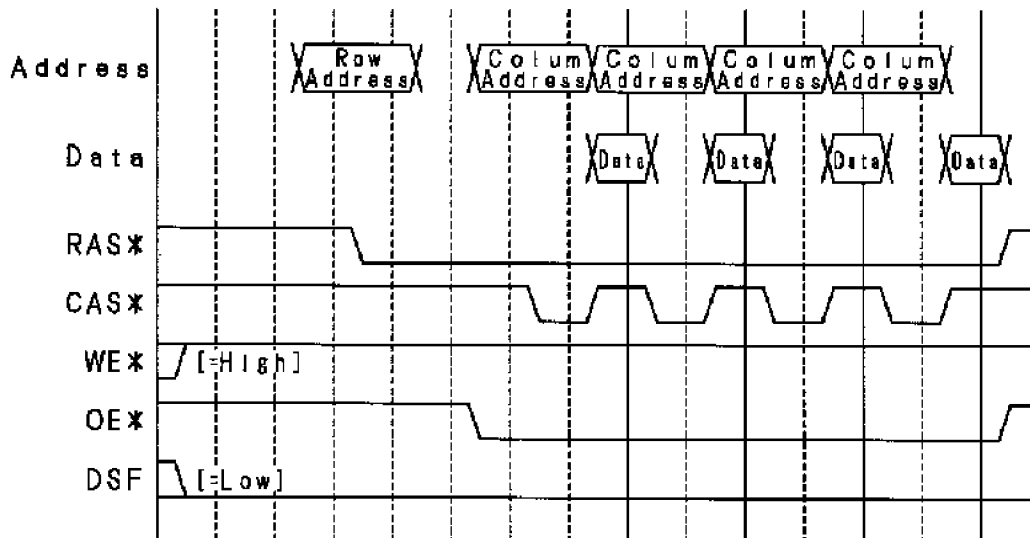 Address
Row
Address
Colum
Address
Colum
Address
Colum
Address
Colum
Address
Data
Data
Data
Data
Data
RAS*
CAS*
WE* [=High]
OE*
DSF [=Low]